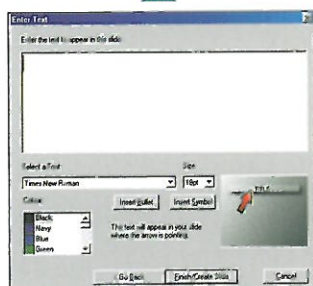 Enter Text
Enter the text to appear in this slide
Select a Font
Size
Times New Roman
18pt
Colour
Insert Bullet
Insert Symbol
Black
Navy
Blue
Green
This text will appear in your slide
where the arrow is pointing.
TITLE
Go Back
Finish/Create Slide
Cancel